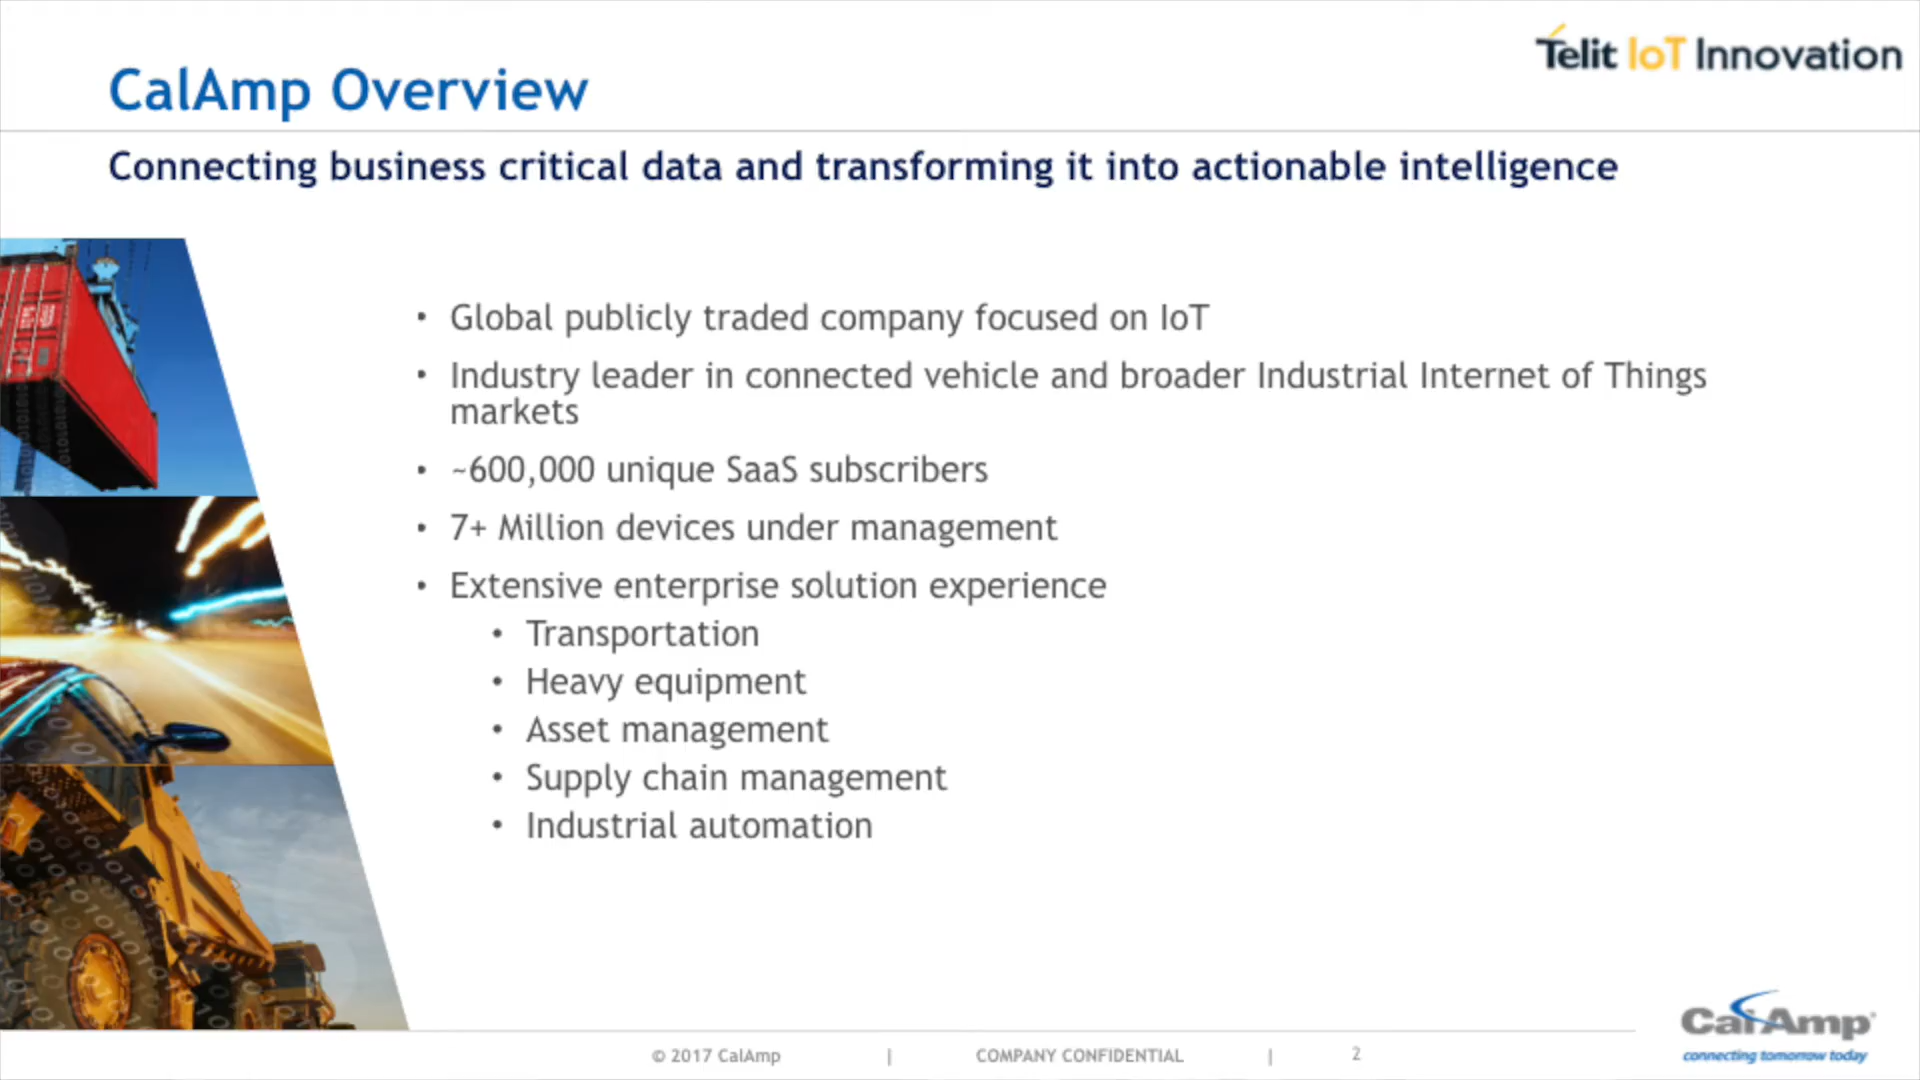 Telit IoT Innovation
CalAmp Overview
Connecting business critical data and transforming it into actionable intelligence
• Global publicly traded company focused on IoT
• Industry leader in connected vehicle and broader Industrial Internet of Things
markets
• ~600,000 unique SaaS subscribers
• 7+ Million devices under management
• Extensive enterprise solution experience
• Transportation
• Heavy equipment
• Asset management
• Supply chain management
• Industrial automation
© 2017 CalAmp | COMPANY CONFIDENTIAL | 2
CalAmp
connecting tomorrow today